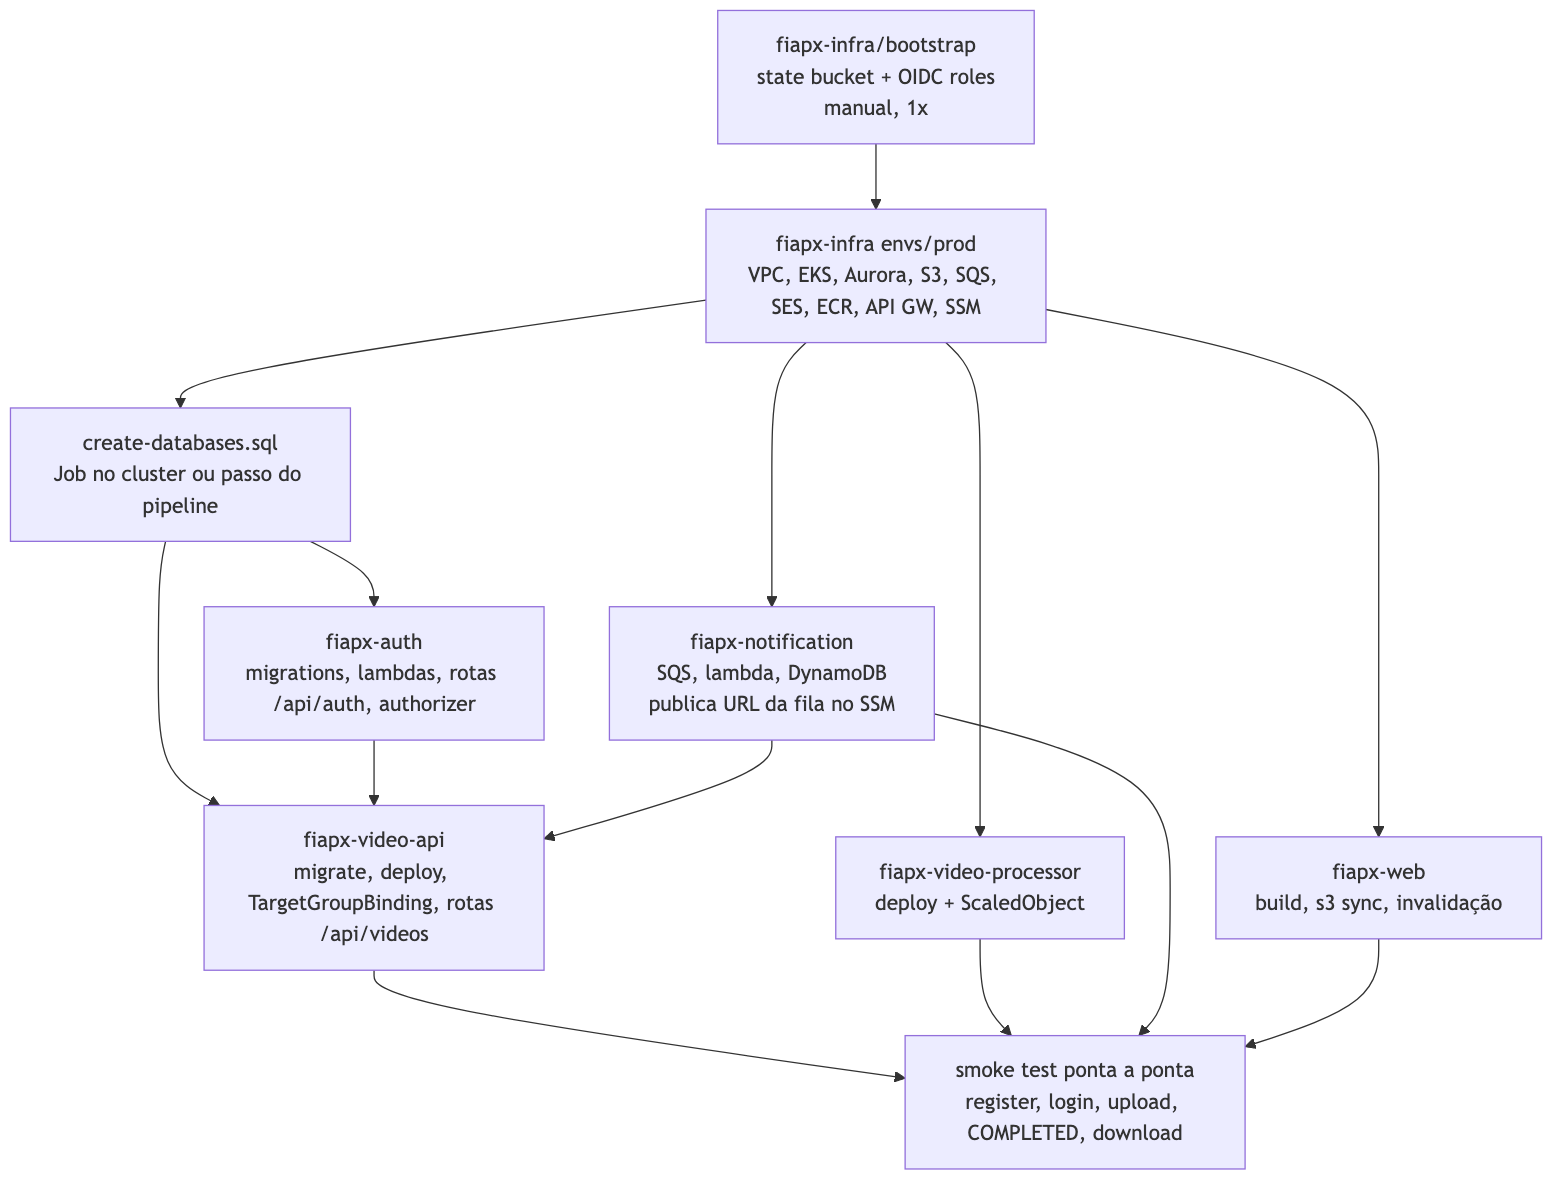 fiapx-infra/bootstrap
state bucket + OIDC roles
manual, 1x
fiapx-infra envs/prod
VPC, EKS, Aurora, S3, SQS,
SES, ECR, API GW, SSM
create-databases.sql
Job no cluster ou passo do
pipeline
fiapx-auth
migrations, lambdas, rotas
/api/auth, authorizer
fiapx-notification
SQS, lambda, DynamoDB
publica URL da fila no SSM
fiapx-video-api
migrate, deploy,
TargetGroupBinding, rotas
/api/videos
fiapx-video-processor
deploy + ScaledObject
fiapx-web
build, s3 sync, invalidação
smoke test ponta a ponta
register, login, upload,
COMPLETED, download